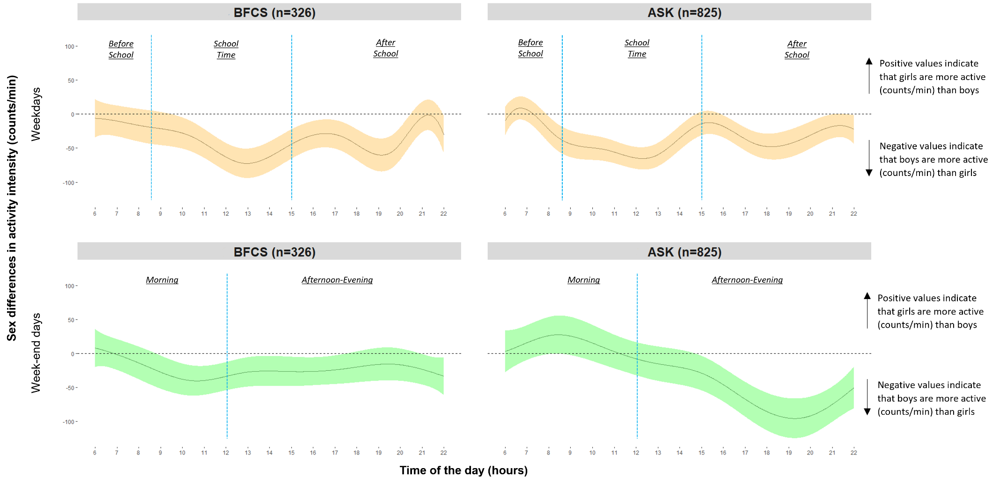 BFCS (n=326)
ASK (n=825)
Before
School
School
Time
After
School
Before
School
School
Time
After
School
100
50
0
-50
-100
Positive values indicate
that girls are more active
(counts/min) than boys
Negative values indicate
that boys are more active
(counts/min) than girls
Weekdays
Sex differences in activity intensity (counts/min)
6 7 8 9 10 11 12 13 14 15 16 17 18 19 20 21 22
6 7 8 9 10 11 12 13 14 15 16 17 18 19 20 21 22
BFCS (n=326)
ASK (n=825)
Morning
Afternoon-Evening
Morning
Afternoon-Evening
100
50
0
-50
-100
Positive values indicate
that girls are more active
(counts/min) than boys
Negative values indicate
that boys are more active
(counts/min) than girls
Week-end days
6 7 8 9 10 11 12 13 14 15 16 17 18 19 20 21 22
6 7 8 9 10 11 12 13 14 15 16 17 18 19 20 21 22
Time of the day (hours)